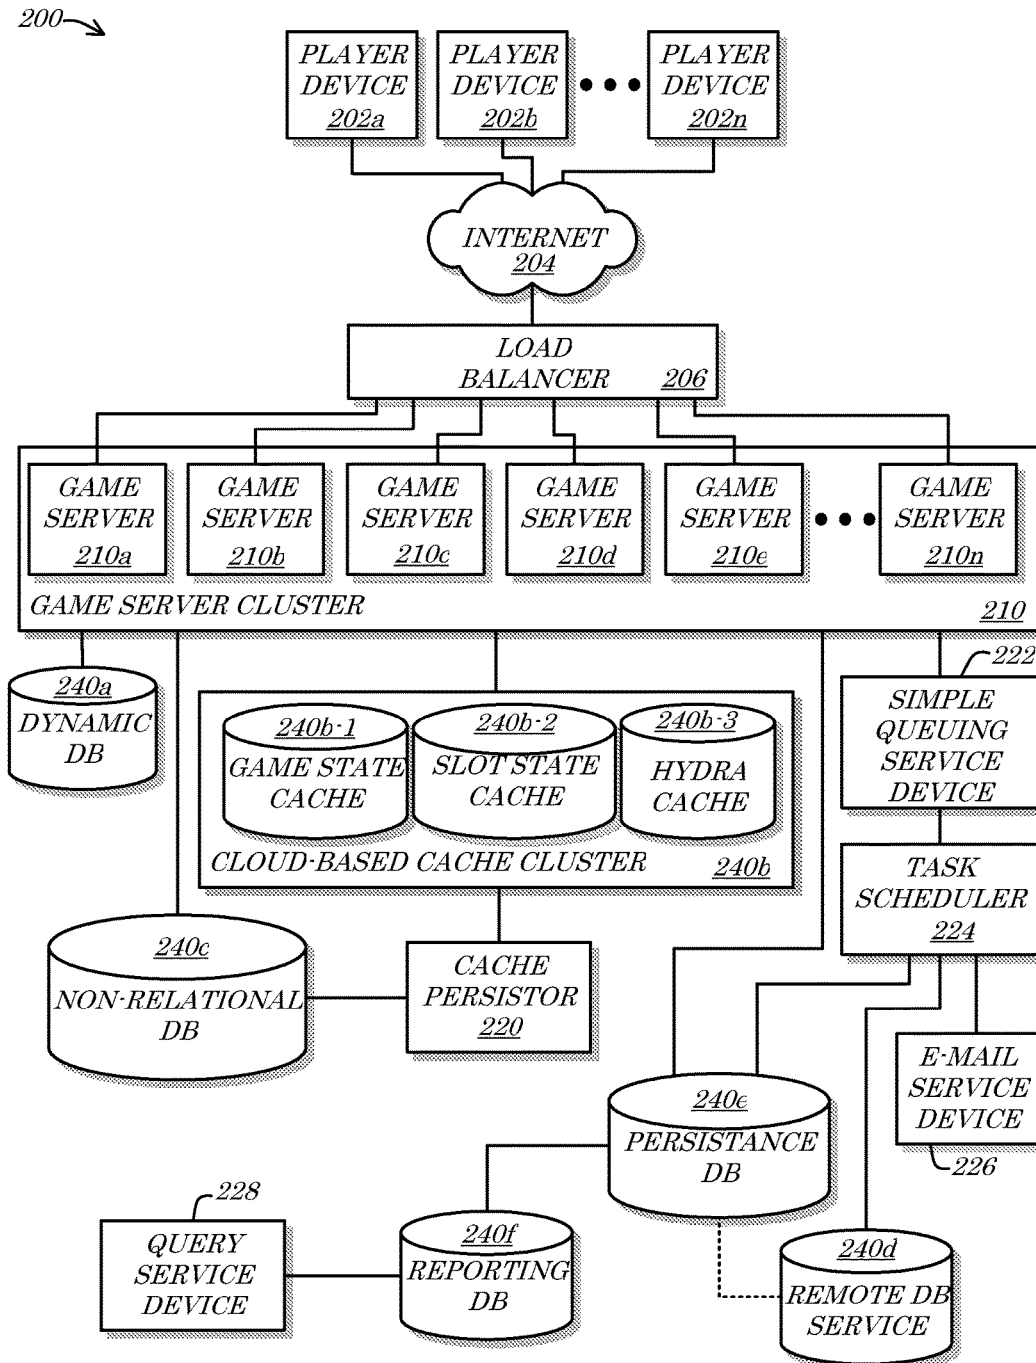 200
PLAYER
DEVICE
202a
PLAYER
DEVICE
202b
PLAYER
DEVICE
202n
INTERNET
204
LOAD
BALANCER
206
GAME
SERVER
210a
GAME
SERVER
210b
GAME
SERVER
210c
GAME
SERVER
210d
GAME
SERVER
210e
GAME
SERVER
210n
GAME SERVER CLUSTER
210
240a
DYNAMIC
DB
240b-1
GAME STATE
CACHE
240b-2
SLOT STATE
CACHE
240b-3
HYDRA
CACHE
CLOUD-BASED CACHE CLUSTER
240b
222
SIMPLE
QUEUING
SERVICE
DEVICE
TASK
SCHEDULER
224
240c
NON-RELATIONAL
DB
CACHE
PERSISTOR
220
E-MAIL
SERVICE
DEVICE
226
240e
PERSISTANCE
DB
228
QUERY
SERVICE
DEVICE
240f
REPORTING
DB
240d
REMOTE DB
SERVICE